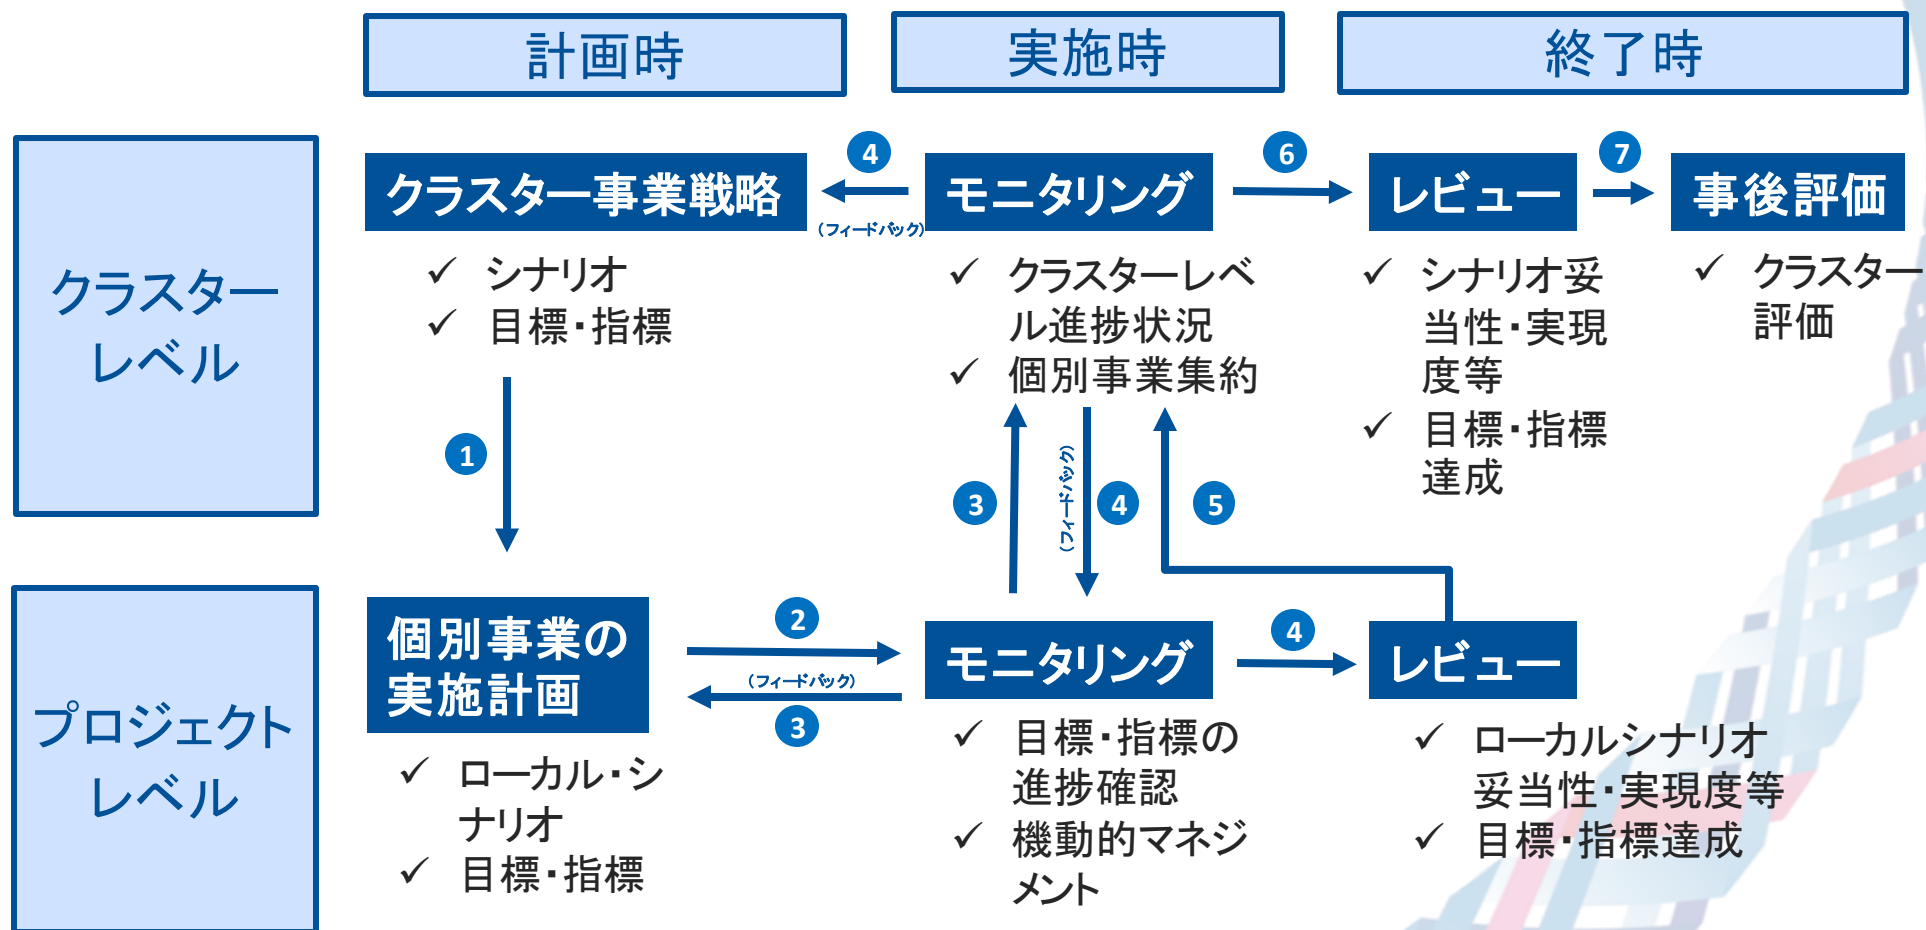 計画時
実施時
終了時
クラスター
レベル
クラスター事業戦略
4
(フィードバック)
モニタリング
6
レビュー
7
事後評価
✓ シナリオ
✓ 目標・指標
✓ クラスターレベ
ル進捗状況
✓ 個別事業集約
✓ シナリオ妥
当性・実現
度等
✓ 目標・指標
達成
✓ クラスター
評価
1
3
(フィードバック)
4
5
プロジェクト
レベル
個別事業の
実施計画
2
(フィードバック)
3
モニタリング
4
レビュー
✓ ローカル・シ
ナリオ
✓ 目標・指標
✓ 目標・指標の
進捗確認
✓ 機動的マネジ
メント
✓ ローカルシナリオ
妥当性・実現度等
✓ 目標・指標達成